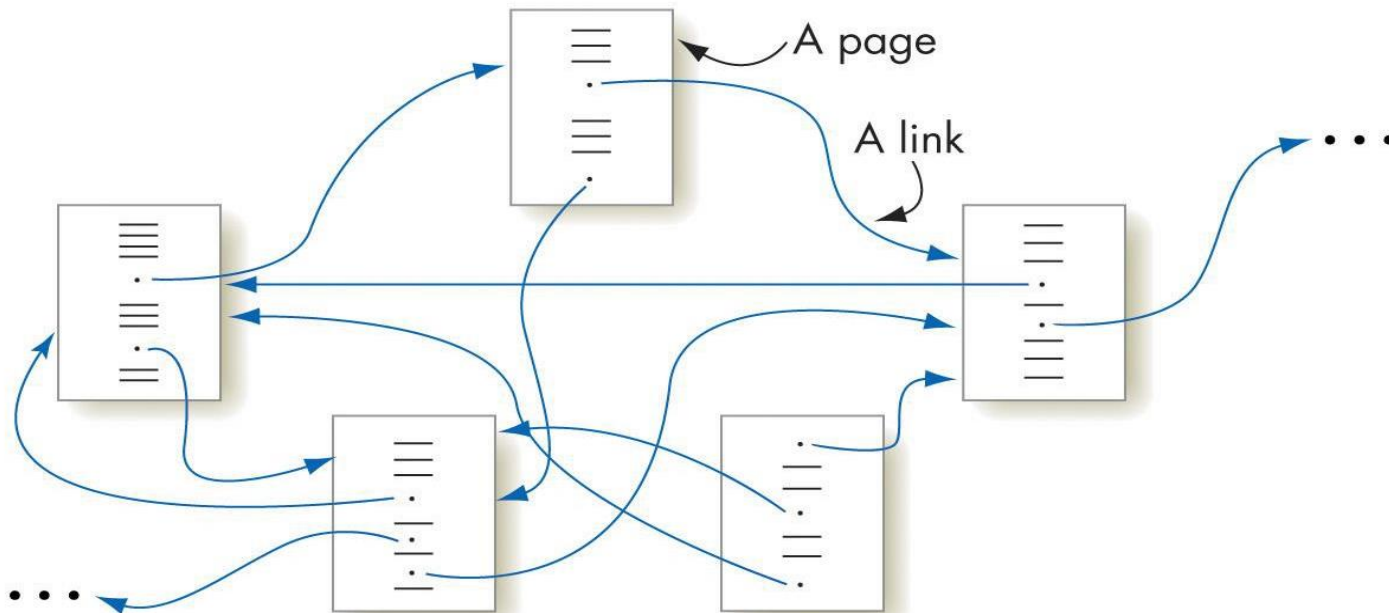 A page
A link
• • •
• • •